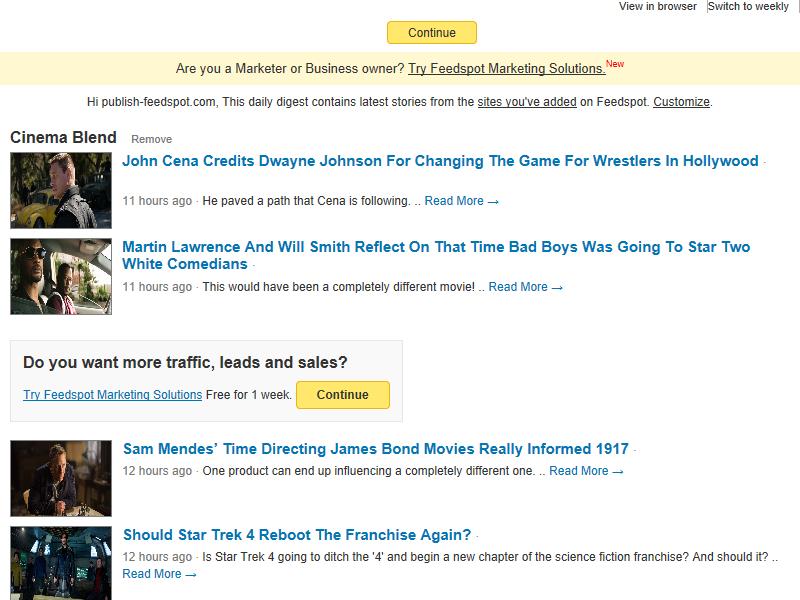 View in browser Switch to weekly
Continue
Are you a Marketer or Business owner? Try Feedspot Marketing Solutions.New
Hi publish-feedspot.com, This daily digest contains latest stories from the sites you've added on Feedspot. Customize.
Cinema Blend Remove
John Cena Credits Dwayne Johnson For Changing The Game For Wrestlers In Hollywood ·
11 hours ago · He paved a path that Cena is following. .. Read More →
Martin Lawrence And Will Smith Reflect On That Time Bad Boys Was Going To Star Two
White Comedians ·
11 hours ago · This would have been a completely different movie! .. Read More →
Do you want more traffic, leads and sales?
Try Feedspot Marketing Solutions Free for 1 week. Continue
Sam Mendes’ Time Directing James Bond Movies Really Informed 1917 ·
12 hours ago · One product can end up influencing a completely different one. .. Read More →
Should Star Trek 4 Reboot The Franchise Again? ·
12 hours ago · Is Star Trek 4 going to ditch the '4' and begin a new chapter of the science fiction franchise? And should it? ..
Read More →